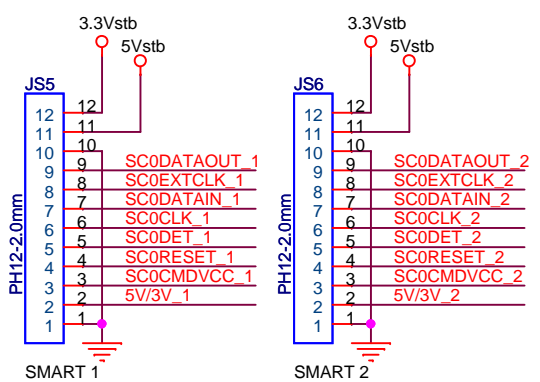 3.3Vstb
5Vstb
JS5
12 12
11 11
10 10
9 9 SC0DATAOUT_1
8 8 SC0EXTCLK_1
7 7 SC0DATAIN_1
6 6 SC0CLK_1
5 5 SC0DET_1
4 4 SC0RESET_1
3 3 SC0CMDVCC_1
2 2 5V/3V_1
1 1
PH12-2.0mm
SMART 1
3.3Vstb
5Vstb
JS6
12 12
11 11
10 10
9 9 SC0DATAOUT_2
8 8 SC0EXTCLK_2
7 7 SC0DATAIN_2
6 6 SC0CLK_2
5 5 SC0DET_2
4 4 SC0RESET_2
3 3 SC0CMDVCC_2
2 2 5V/3V_2
1 1
PH12-2.0mm
SMART 2